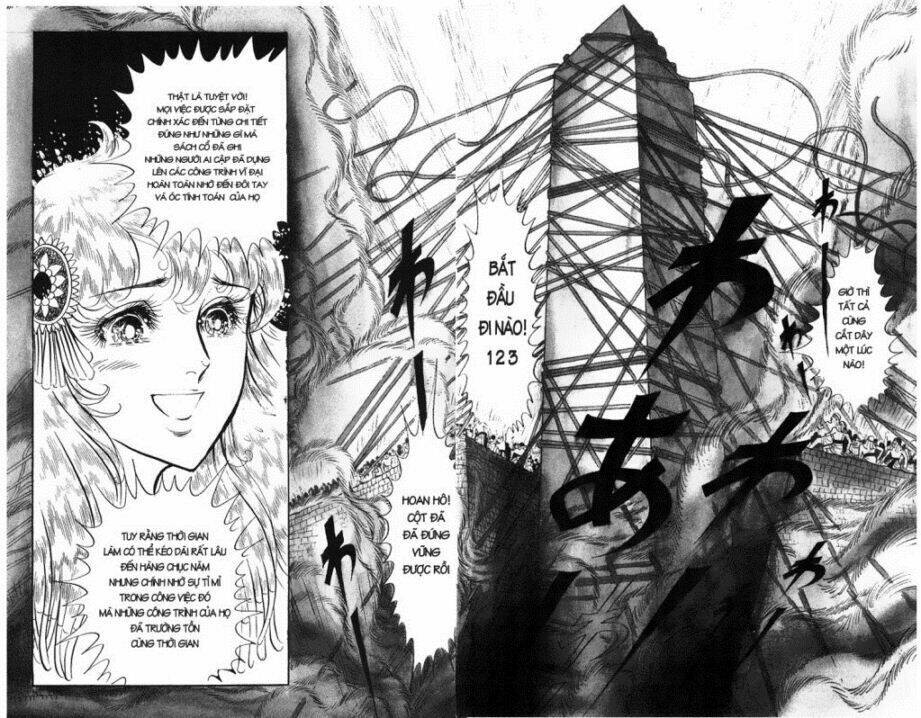 GIỜ THÌ
TẤT CẢ
CÙNG
CẮT DÂY
MỘT LÚC
NÀO!
BẮT
ĐẦU
ĐI NÀO!
1 2 3
わ
わ
わー
わ
あ
わ
わ
わ
HOAN HÔ!
CỘT ĐÃ
ĐÃ ĐỨNG
VỮNG
ĐƯỢC RỒI
THẬT LÀ TUYỆT VỜI!
MỌI VIỆC ĐƯỢC SẮP ĐẶT
CHÍNH XÁC ĐẾN TỪNG CHI TIẾT
ĐÚNG NHƯ NHỮNG GÌ MÀ
SÁCH CỔ ĐÃ GHI
NHỮNG NGƯỜI AI CẬP ĐÃ DỰNG
LÊN CÁC CÔNG TRÌNH VĨ ĐẠI
HOÀN TOÀN NHỜ ĐẾN ĐÔI TAY
VÀ ÓC TÍNH TOÁN CỦA HỌ
TUY RẰNG THỜI GIAN
LÀM CÓ THỂ KÉO DÀI RẤT LÂU
ĐẾN HÀNG CHỤC NĂM
NHƯNG CHÍNH NHỜ SỰ TỈ MỈ
TRONG CÔNG VIỆC ĐÓ
MÀ NHỮNG CÔNG TRÌNH CỦA HỌ
ĐÃ TRƯỜNG TỒN
CÙNG THỜI GIAN